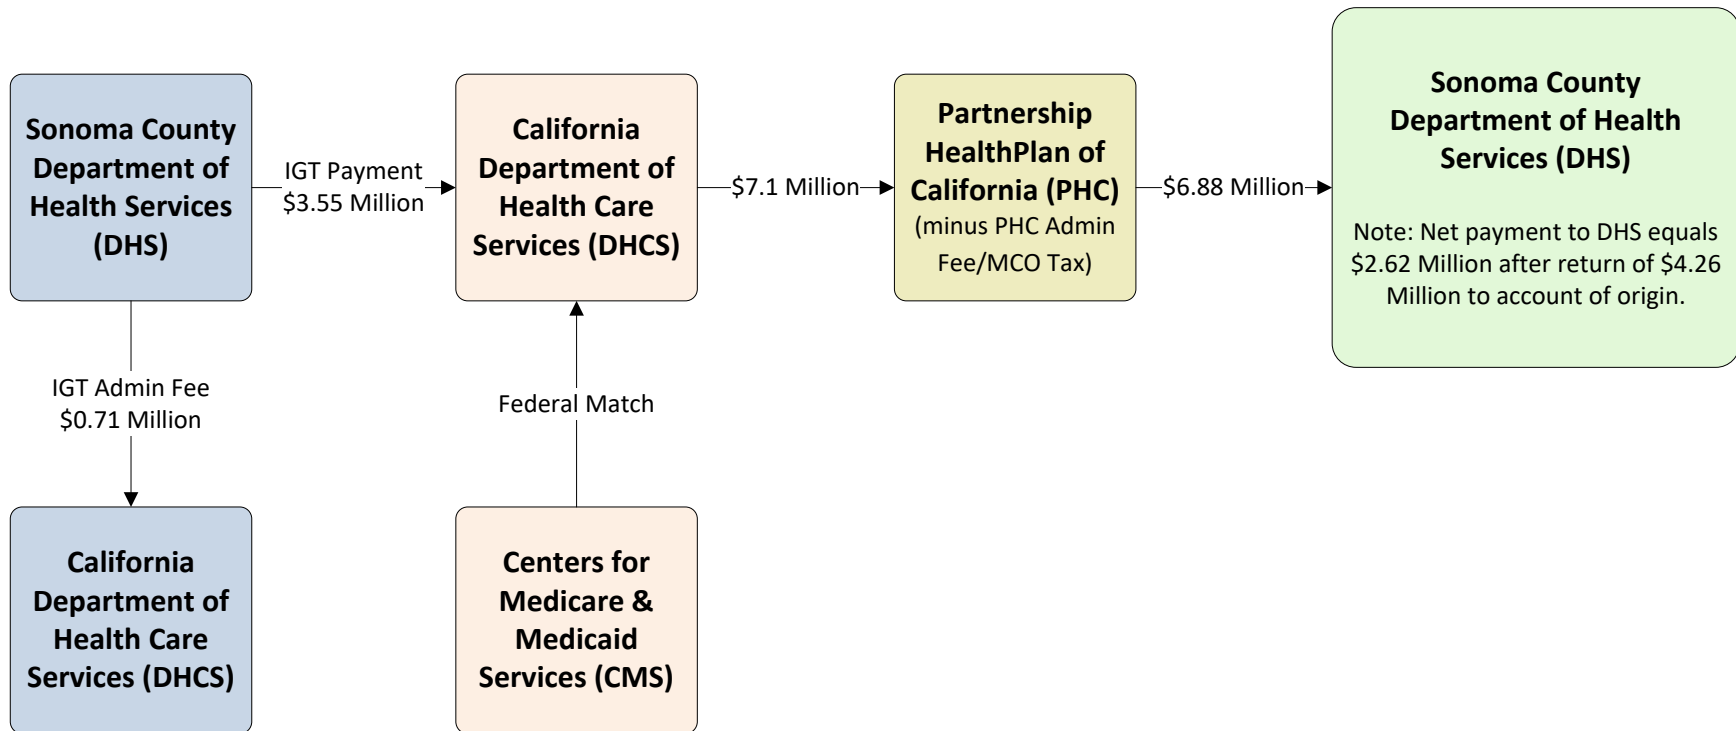 Sonoma County
Department of
Health Services
(DHS)
IGT Payment
$3.55 Million
California
Department of
Health Care
Services (DHCS)
$7.1 Million
Partnership
HealthPlan of
California (PHC)
(minus PHC Admin
Fee/MCO Tax)
$6.88 Million
Sonoma County
Department of Health
Services (DHS)
Note: Net payment to DHS equals
$2.62 Million after return of $4.26
Million to account of origin.
IGT Admin Fee
$0.71 Million
Federal Match
California
Department of
Health Care
Services (DHCS)
Centers for
Medicare &
Medicaid
Services (CMS)